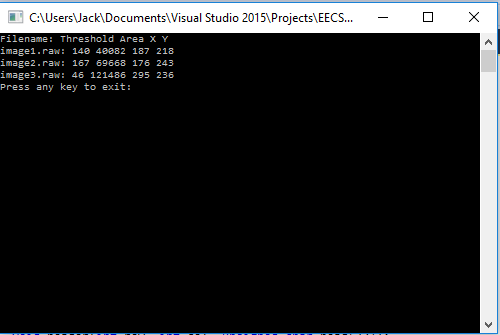 C:\Users\Jack\Documents\Visual Studio 2015\Projects\EECS...
Filename: Threshold Area X Y
image1.raw: 140 40082 187 218
image2.raw: 167 69668 176 243
image3.raw: 46 121486 295 236
Press any key to exit: